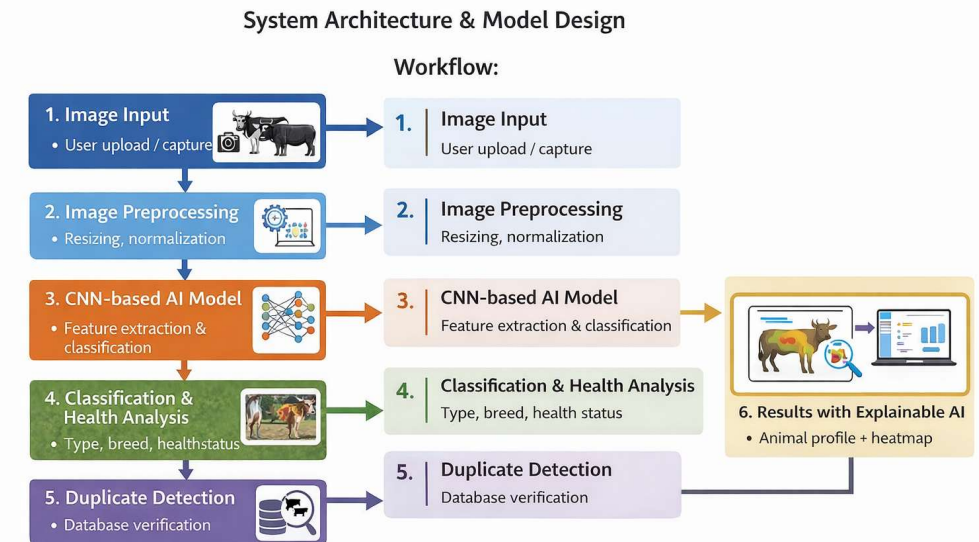 System Architecture & Model Design
Workflow:
1. Image Input
• User upload / capture
2. Image Preprocessing
• Resizing, normalization
3. CNN-based AI Model
• Feature extraction &
classification
4. Classification &
Health Analysis
• Type, breed, healthstatus
5. Duplicate Detection
• Database verification
1. Image Input
User upload / capture
2. Image Preprocessing
Resizing, normalization
3. CNN-based AI Model
Feature extraction & classification
4. Classification & Health Analysis
Type, breed, health status
5. Duplicate Detection
Database verification
6. Results with Explainable AI
• Animal profile + heatmap